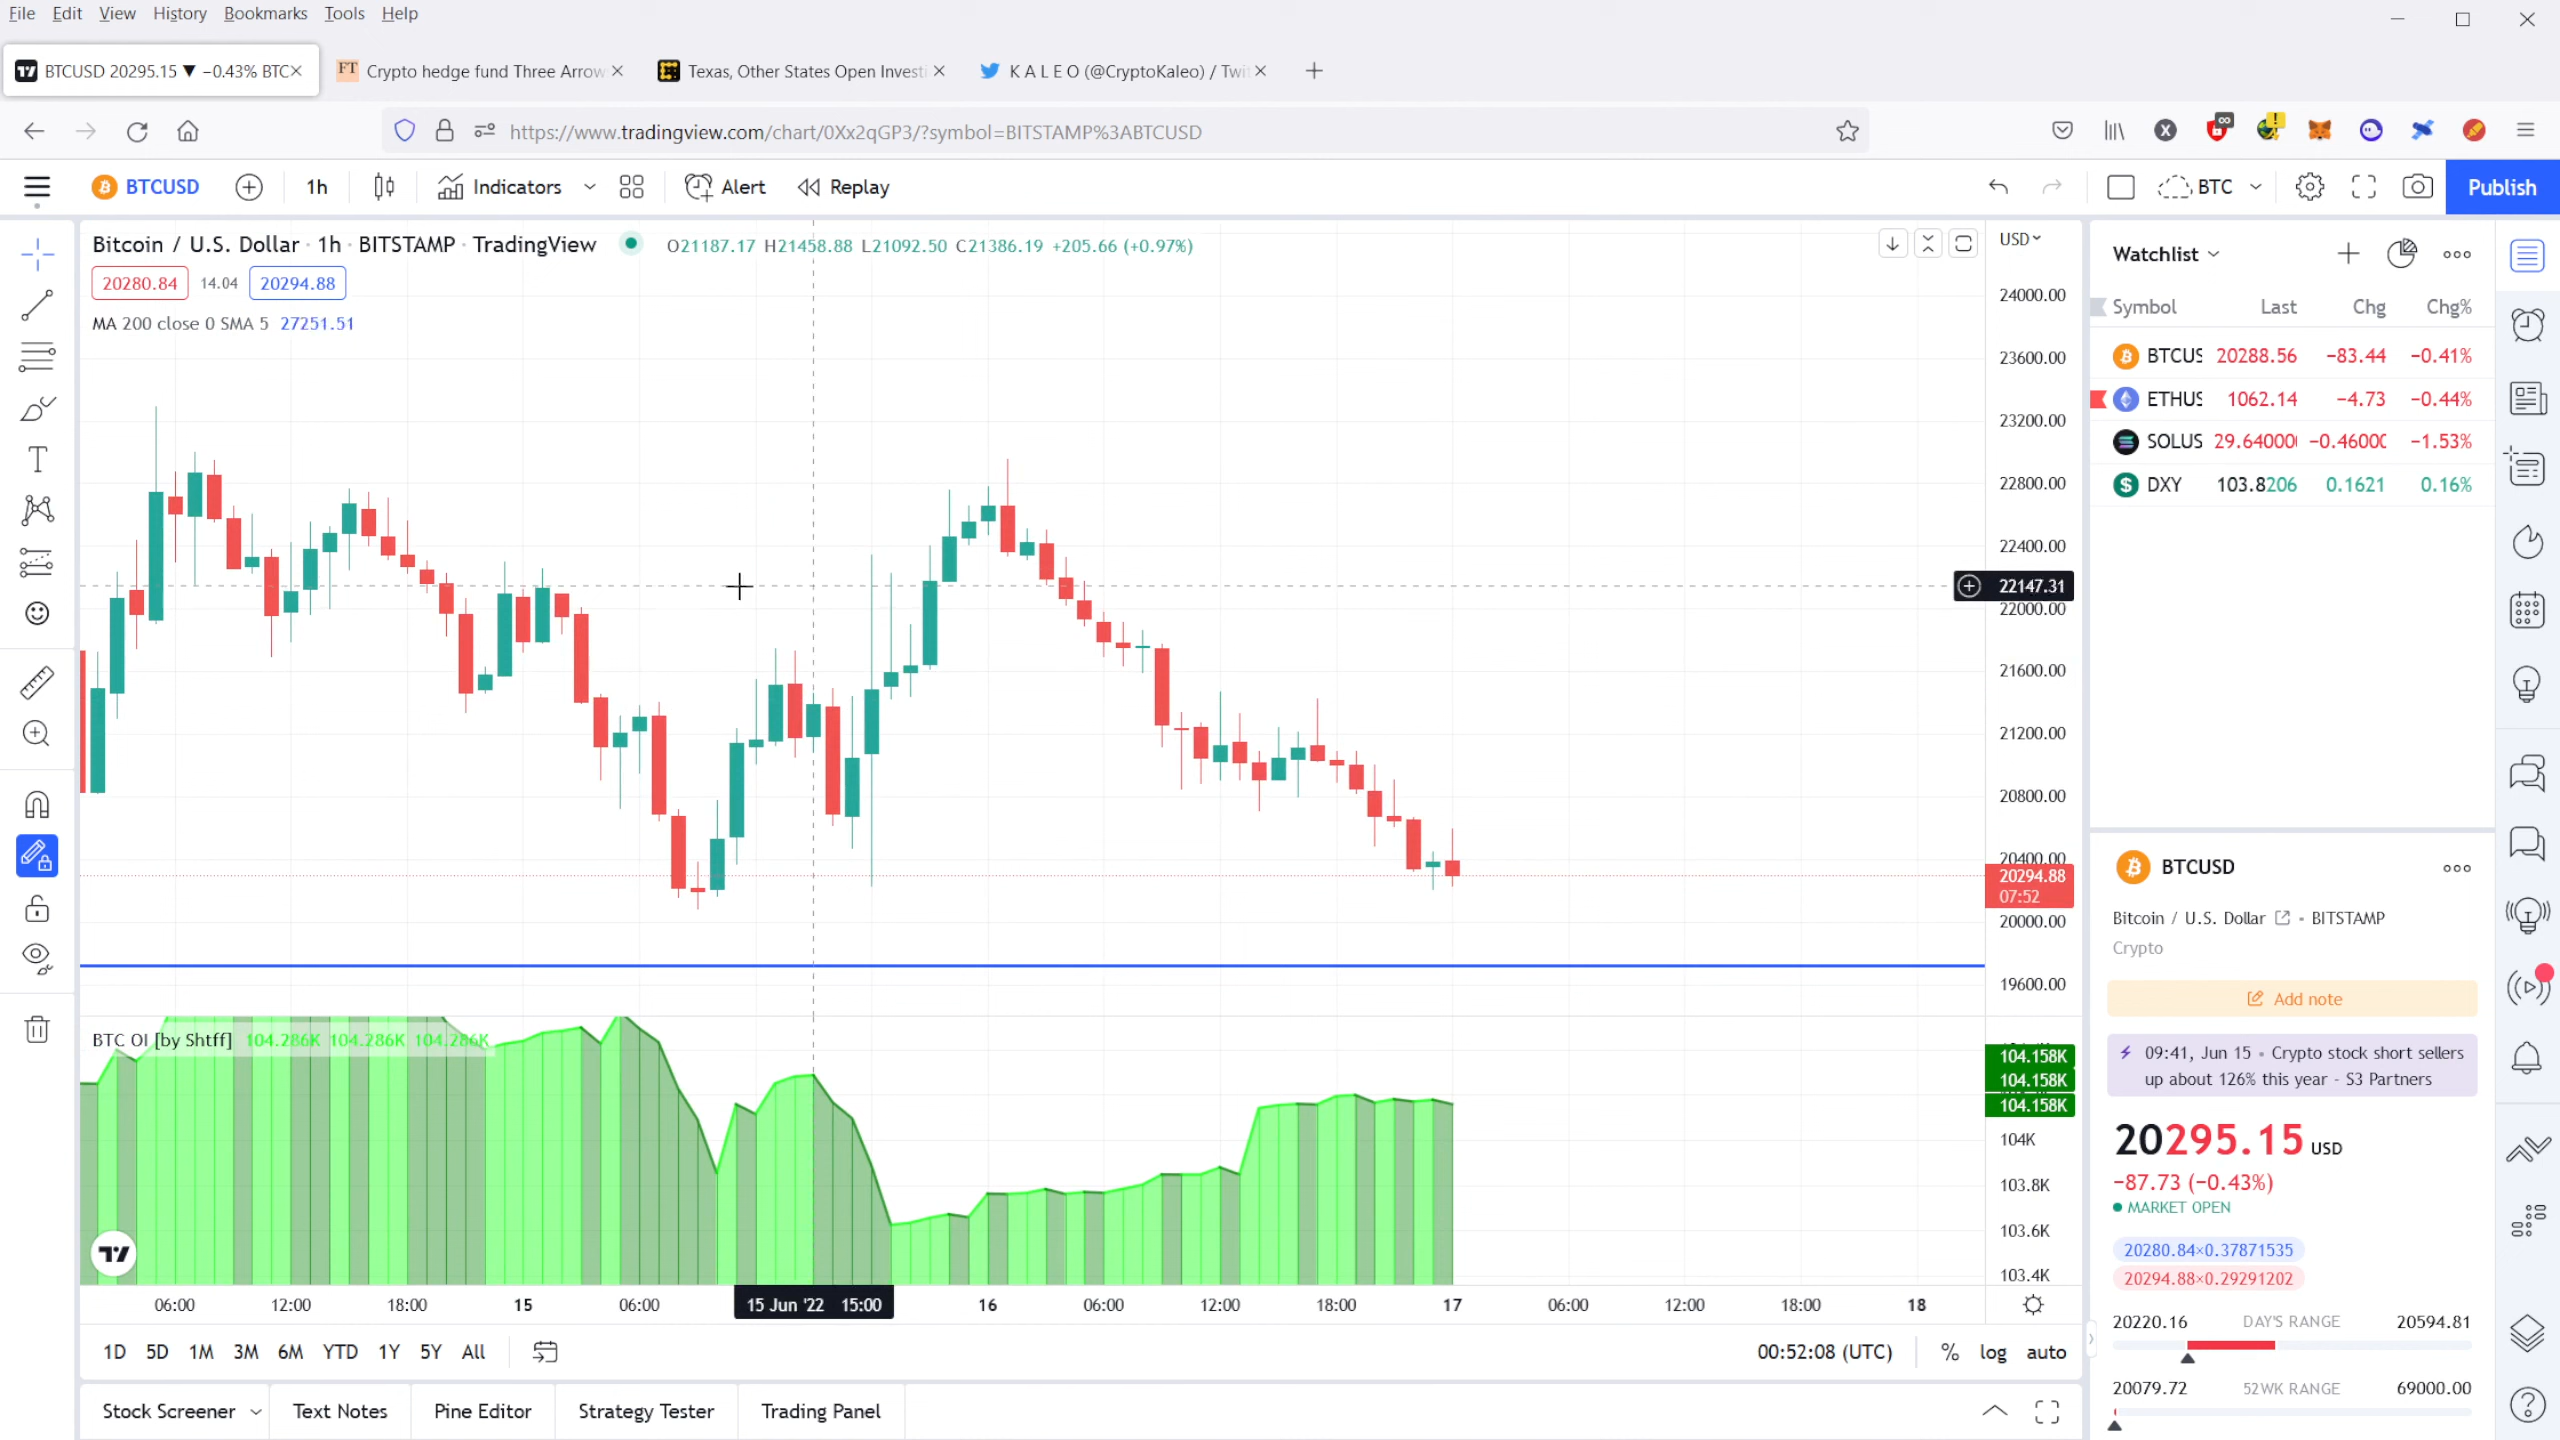 File Edit View History Bookmarks Tools Help
BTCUSD 20295.15 ▼ −0.43% BTC
FT Crypto hedge fund Three Arrow
Texas, Other States Open Investi
K A L E O (@CryptoKaleo) / Twi
https://www.tradingview.com/chart/0Xx2qGP3/?symbol=BITSTAMP%3ABTCUSD
BTCUSD 1h Indicators Alert Replay BTC Publish
Bitcoin / U.S. Dollar · 1h · BITSTAMP · TradingView O21187.17 H21458.88 L21092.50 C21386.19 +205.66 (+0.97%)
20280.84 14.04 20294.88
MA 200 close 0 SMA 5 27251.51
USD
24000.00
23600.00
23200.00
22800.00
22400.00
22147.31
22000.00
21600.00
21200.00
20800.00
20400.00
20294.88
07:52
20000.00
19600.00
BTC OI [by Shtff] 104.286K 104.286K 104.286K
104.158K
104.158K
104.158K
104K
103.8K
103.6K
103.4K
06:00 12:00 18:00 15 06:00 15 Jun '22 15:00 16 06:00 12:00 18:00 17 06:00 12:00 18:00 18
1D 5D 1M 3M 6M YTD 1Y 5Y All 00:52:08 (UTC) % log auto
Stock Screener Text Notes Pine Editor Strategy Tester Trading Panel
Watchlist
Symbol Last Chg Chg%
BTCUS 20288.56 −83.44 −0.41%
ETHUS 1062.14 −4.73 −0.44%
SOLUS 29.64000 −0.46000 −1.53%
DXY 103.8206 0.1621 0.16%
BTCUSD
Bitcoin / U.S. Dollar • BITSTAMP
Crypto
Add note
09:41, Jun 15 • Crypto stock short sellers
up about 126% this year - S3 Partners
20295.15 USD
−87.73 (−0.43%)
MARKET OPEN
20280.84×0.37871535
20294.88×0.29291202
20220.16 DAY'S RANGE 20594.81
20079.72 52WK RANGE 69000.00